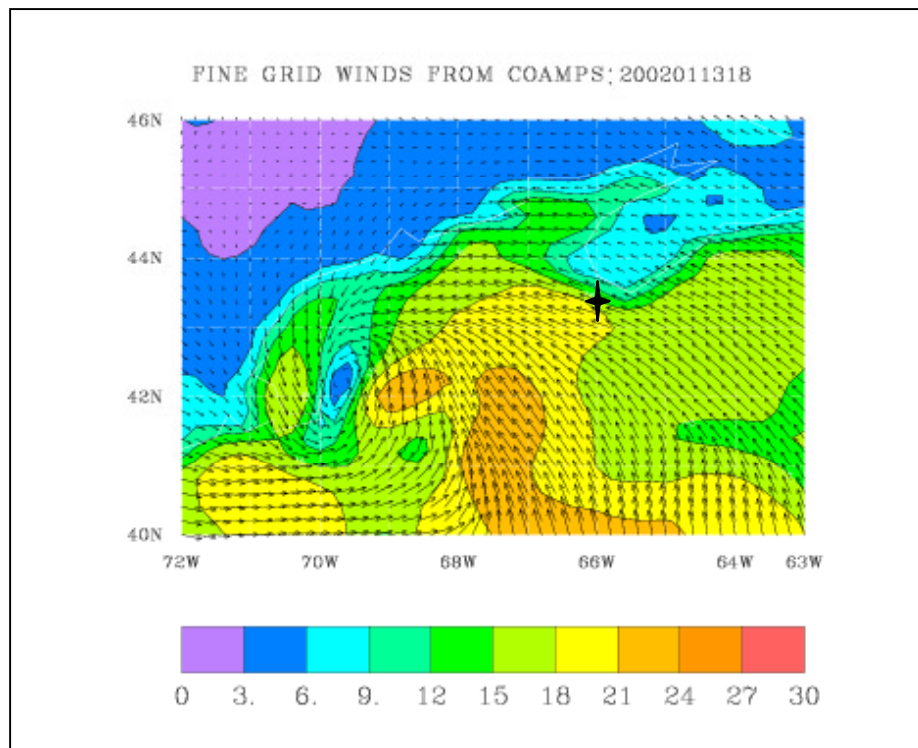 FINE GRID WINDS FROM COAMPS; 2002011318
46N
44N
42N
40N
72W 70W 68W 66W 64W 63W
0 3. 6. 9. 12 15 18 21 24 27 30